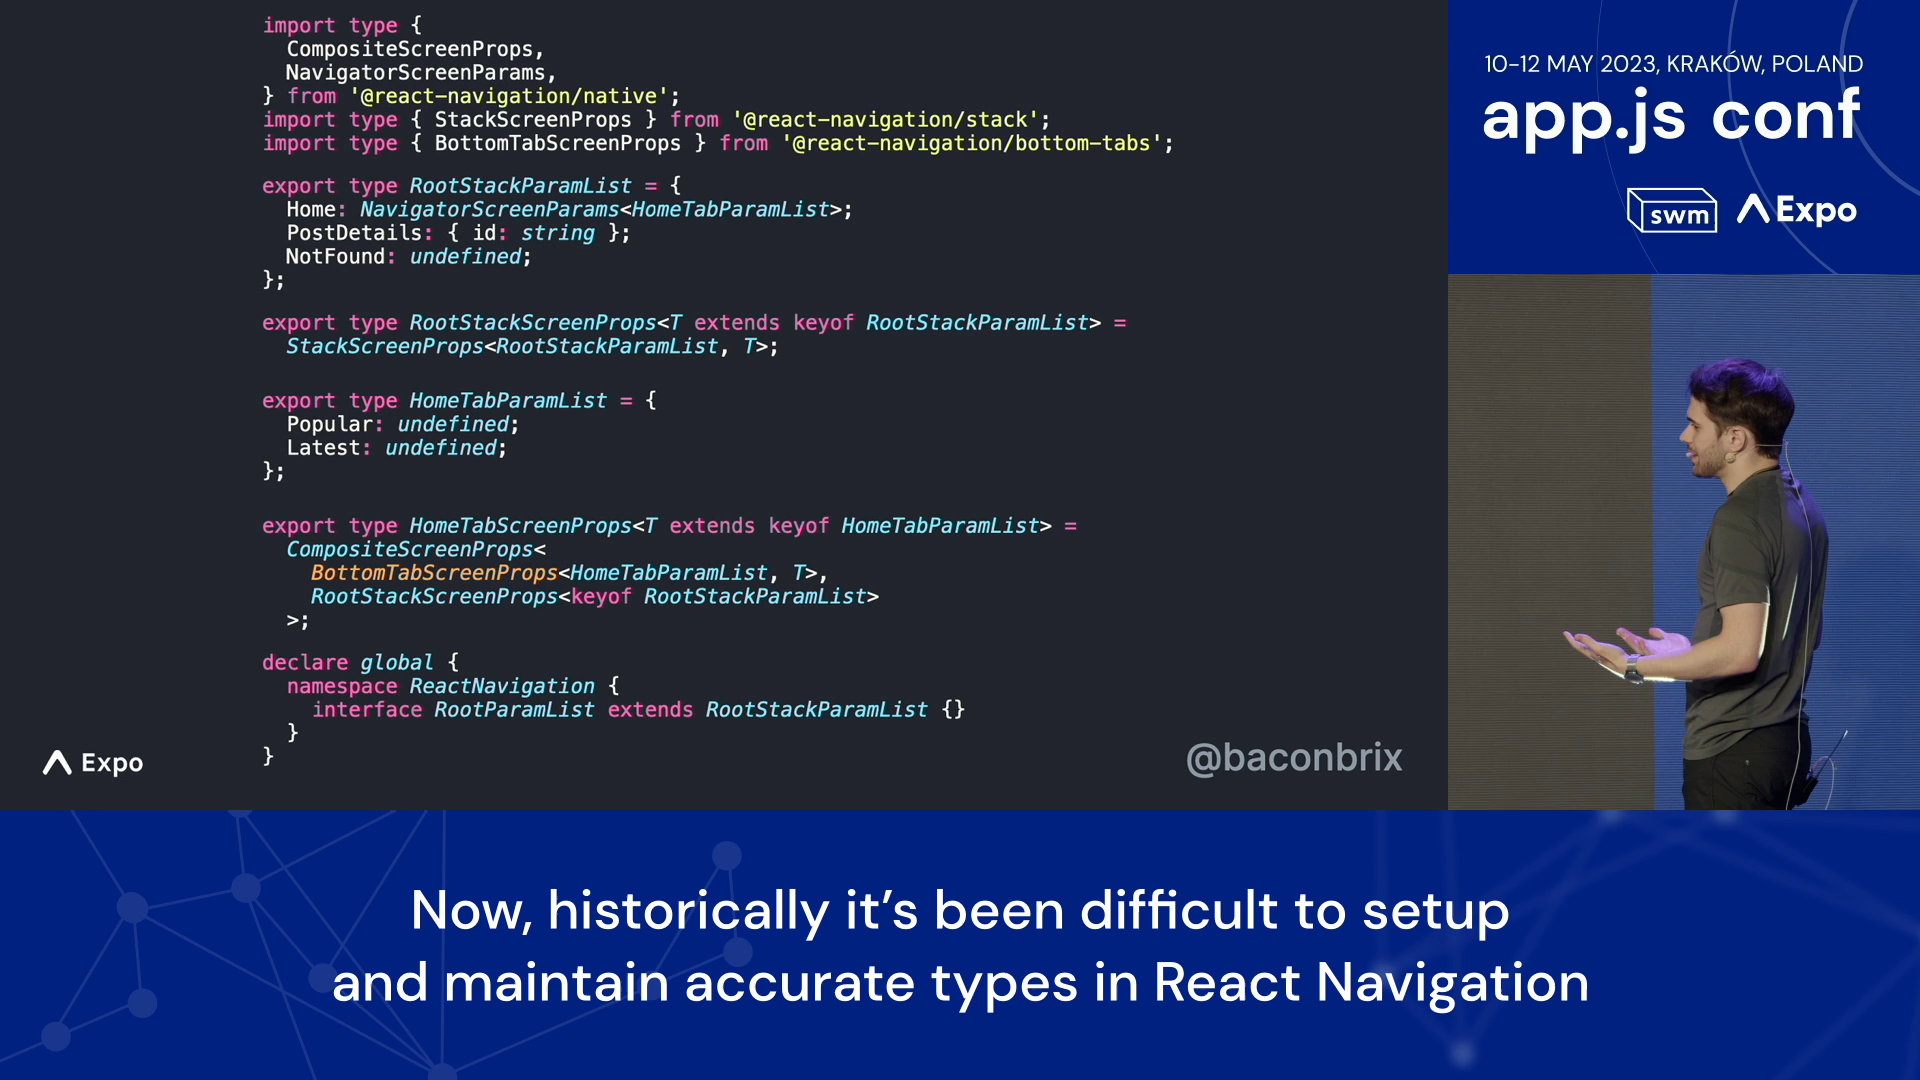 import type {
  CompositeScreenProps,
  NavigatorScreenParams,
} from '@react-navigation/native';
import type { StackScreenProps } from '@react-navigation/stack';
import type { BottomTabScreenProps } from '@react-navigation/bottom-tabs';
export type RootStackParamList = {
  Home: NavigatorScreenParams<HomeTabParamList>;
  PostDetails: { id: string };
  NotFound: undefined;
};
export type RootStackScreenProps<T extends keyof RootStackParamList> =
  StackScreenProps<RootStackParamList, T>;
export type HomeTabParamList = {
  Popular: undefined;
  Latest: undefined;
};
export type HomeTabScreenProps<T extends keyof HomeTabParamList> =
  CompositeScreenProps<
    BottomTabScreenProps<HomeTabParamList, T>,
    RootStackScreenProps<keyof RootStackParamList>
  >;
declare global {
  namespace ReactNavigation {
    interface RootParamList extends RootStackParamList {}
  }
}
Expo
@baconbrix
10-12 MAY 2023, KRAKÓW, POLAND
app.js conf
swm Expo
Now, historically it's been difficult to setup
and maintain accurate types in React Navigation